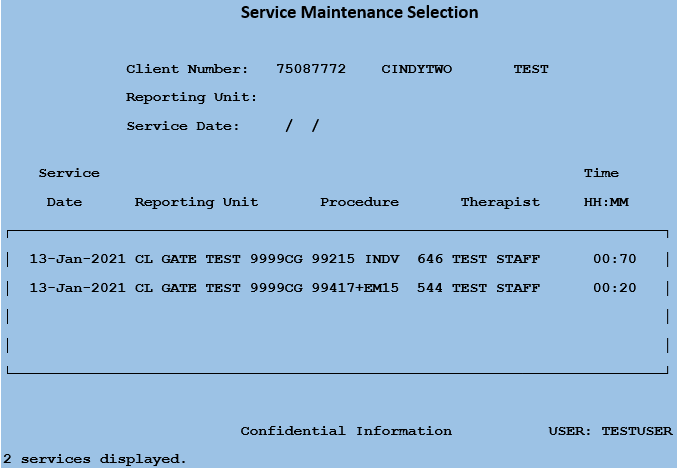 Service Maintenance Selection
Client Number: 75087772 CINDYTWO TEST
Reporting Unit:
Service Date: / /
Service Time
Date Reporting Unit Procedure Therapist HH:MM
13-Jan-2021 CL GATE TEST 9999CG 99215 INDV 646 TEST STAFF 00:70
13-Jan-2021 CL GATE TEST 9999CG 99417+EM15 544 TEST STAFF 00:20
Confidential Information USER: TESTUSER
2 services displayed.